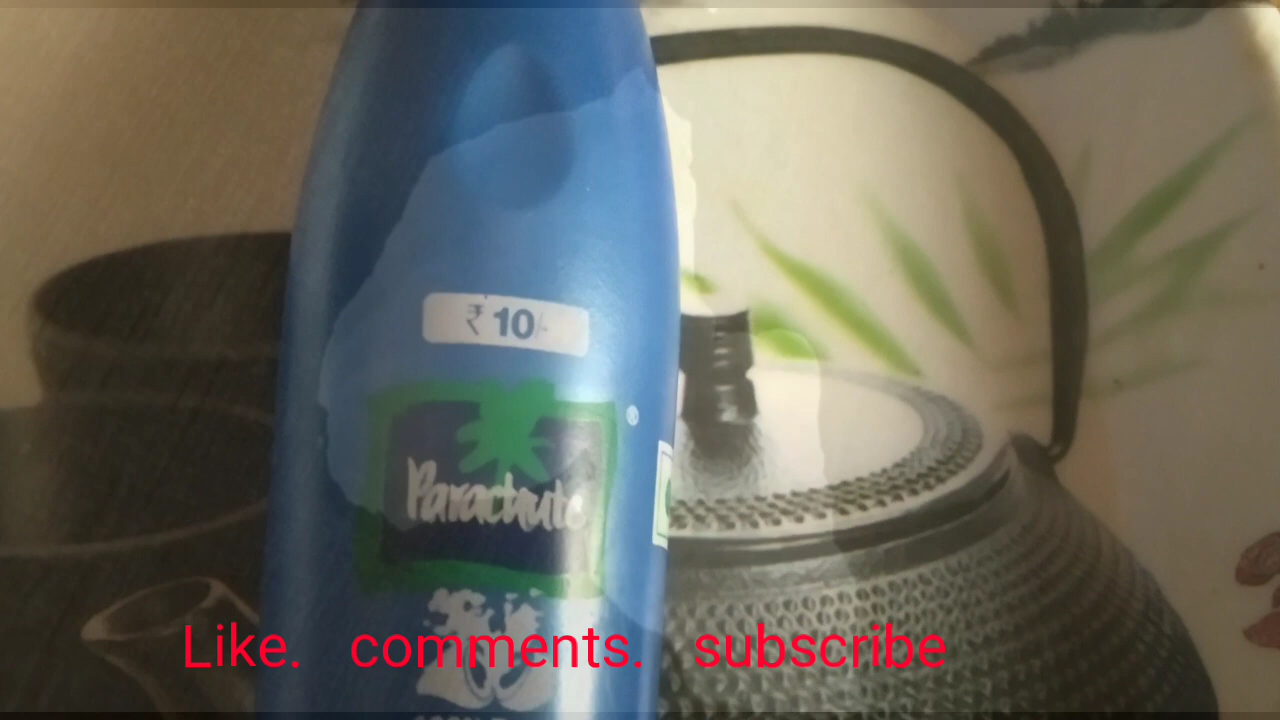 ₹ 10/-
Parachute
®
Like. comments. subscribe